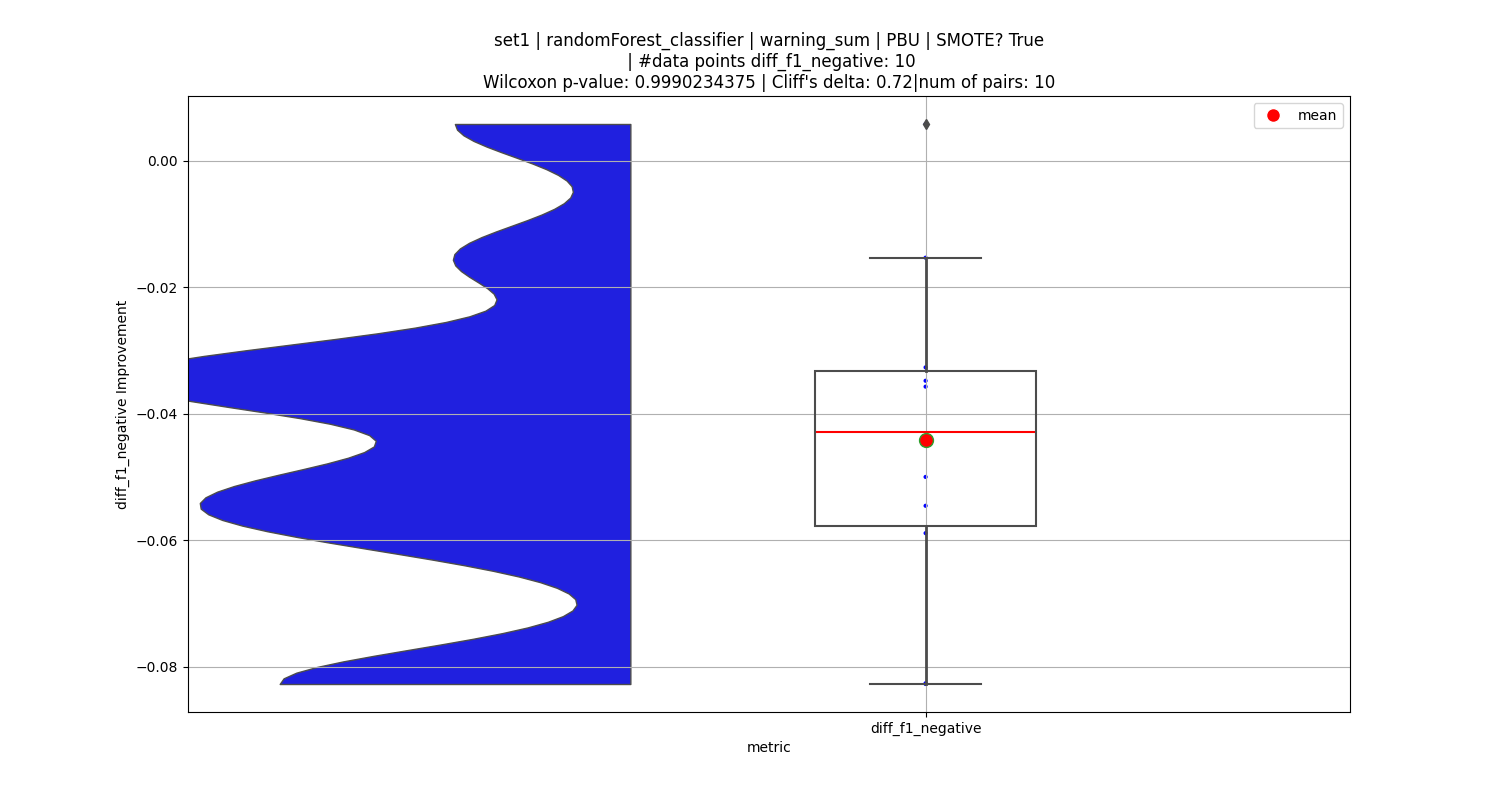 set1 | randomForest_classifier | warning_sum | PBU | SMOTE? True
| #data points diff_f1_negative: 10
Wilcoxon p-value: 0.9990234375 | Cliff's delta: 0.72|num of pairs: 10
mean
0.00
−0.02
−0.04
−0.06
−0.08
diff_f1_negative Improvement
diff_f1_negative
metric